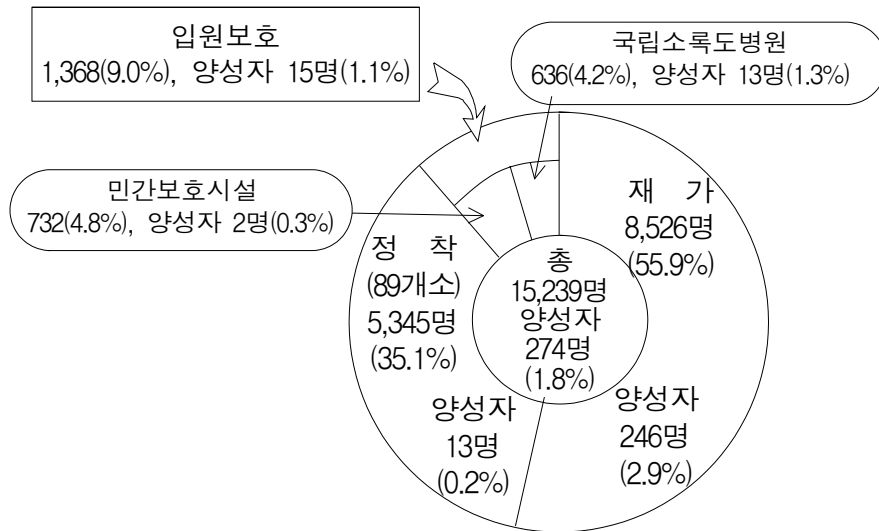 입원보호
1,368(9.0%), 양성자 15명(1.1%)
국립소록도병원
636(4.2%), 양성자 13명(1.3%)
민간보호시설
732(4.8%), 양성자 2명(0.3%)
재 가
8,526명
(55.9%)
정 착
(89개소)
5,345명
(35.1%)
총
15,239명
양성자
274명
(1.8%)
양성자
13명
(0.2%)
양성자
246명
(2.9%)